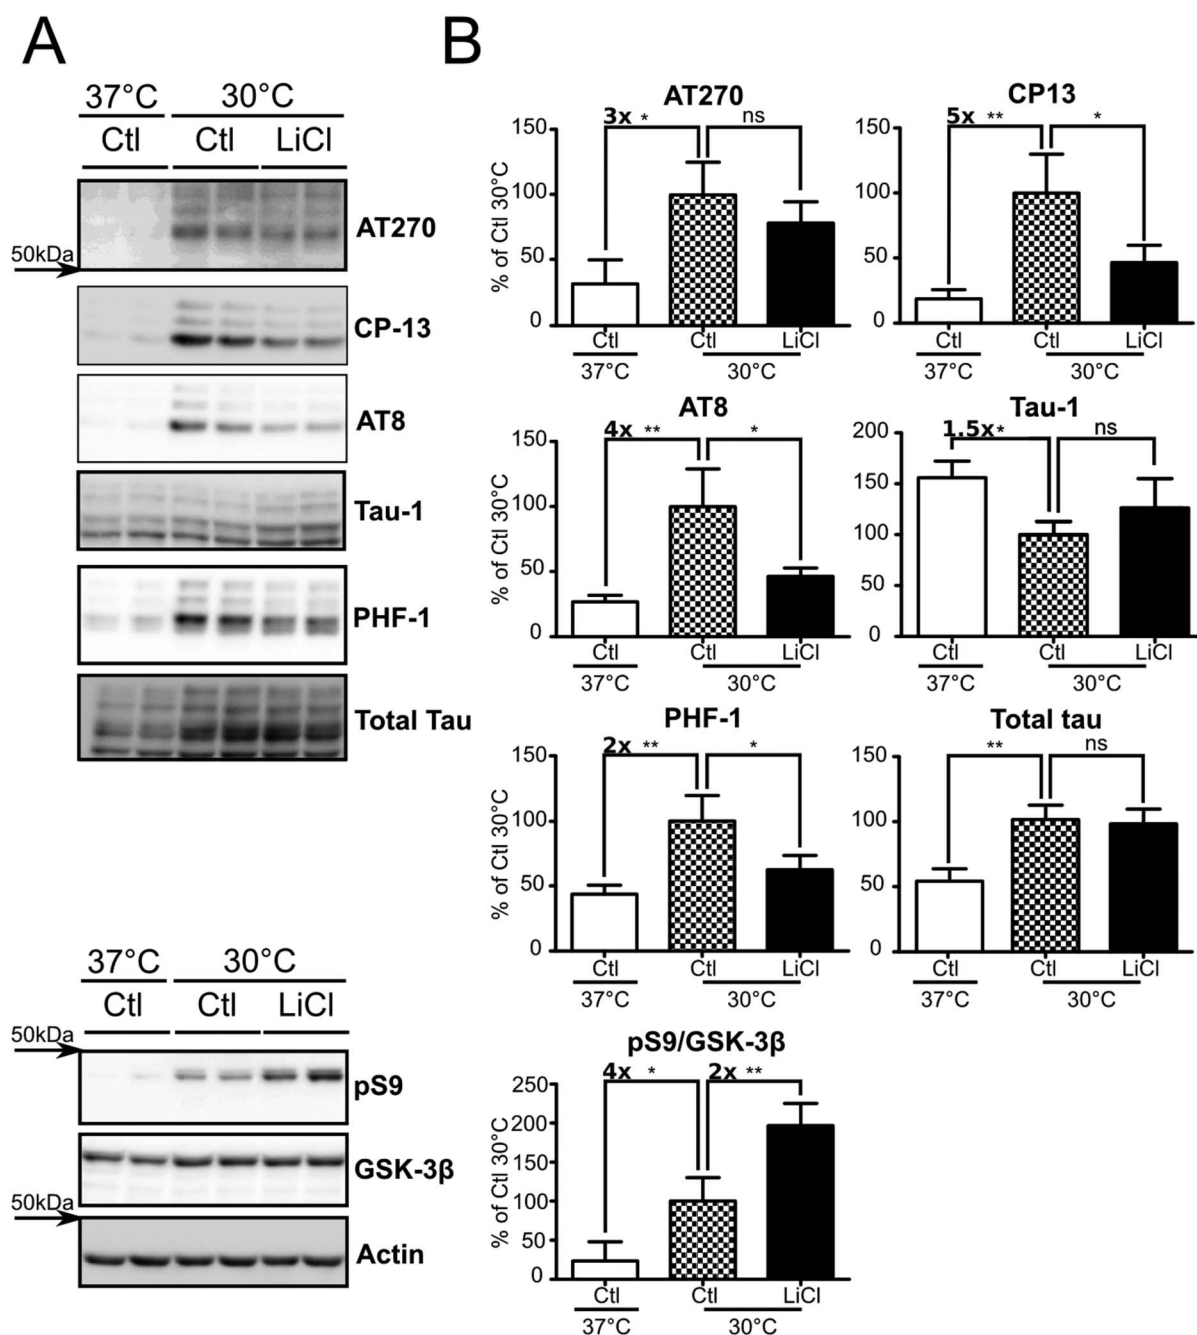 A
37°C 30°C
Ctl Ctl LiCl
AT270
50kDa
CP-13
AT8
Tau-1
PHF-1
Total Tau
37°C 30°C
Ctl Ctl LiCl
50kDa
pS9
GSK-3β
50kDa
Actin
B
AT270
3x * ns
% of Ctl 30°C
150
100
50
0
Ctl Ctl LiCl
37°C 30°C
CP13
5x ** *
150
100
50
0
Ctl Ctl LiCl
37°C 30°C
AT8
4x ** *
% of Ctl 30°C
150
100
50
0
Ctl Ctl LiCl
37°C 30°C
Tau-1
1.5x* ns
200
150
100
50
0
Ctl Ctl LiCl
37°C 30°C
PHF-1
2x ** *
% of Ctl 30°C
150
100
50
0
Ctl Ctl LiCl
37°C 30°C
Total tau
** ns
150
100
50
0
Ctl Ctl LiCl
37°C 30°C
pS9/GSK-3β
4x * 2x **
% of Ctl 30°C
250
200
150
100
50
0
Ctl Ctl LiCl
37°C 30°C